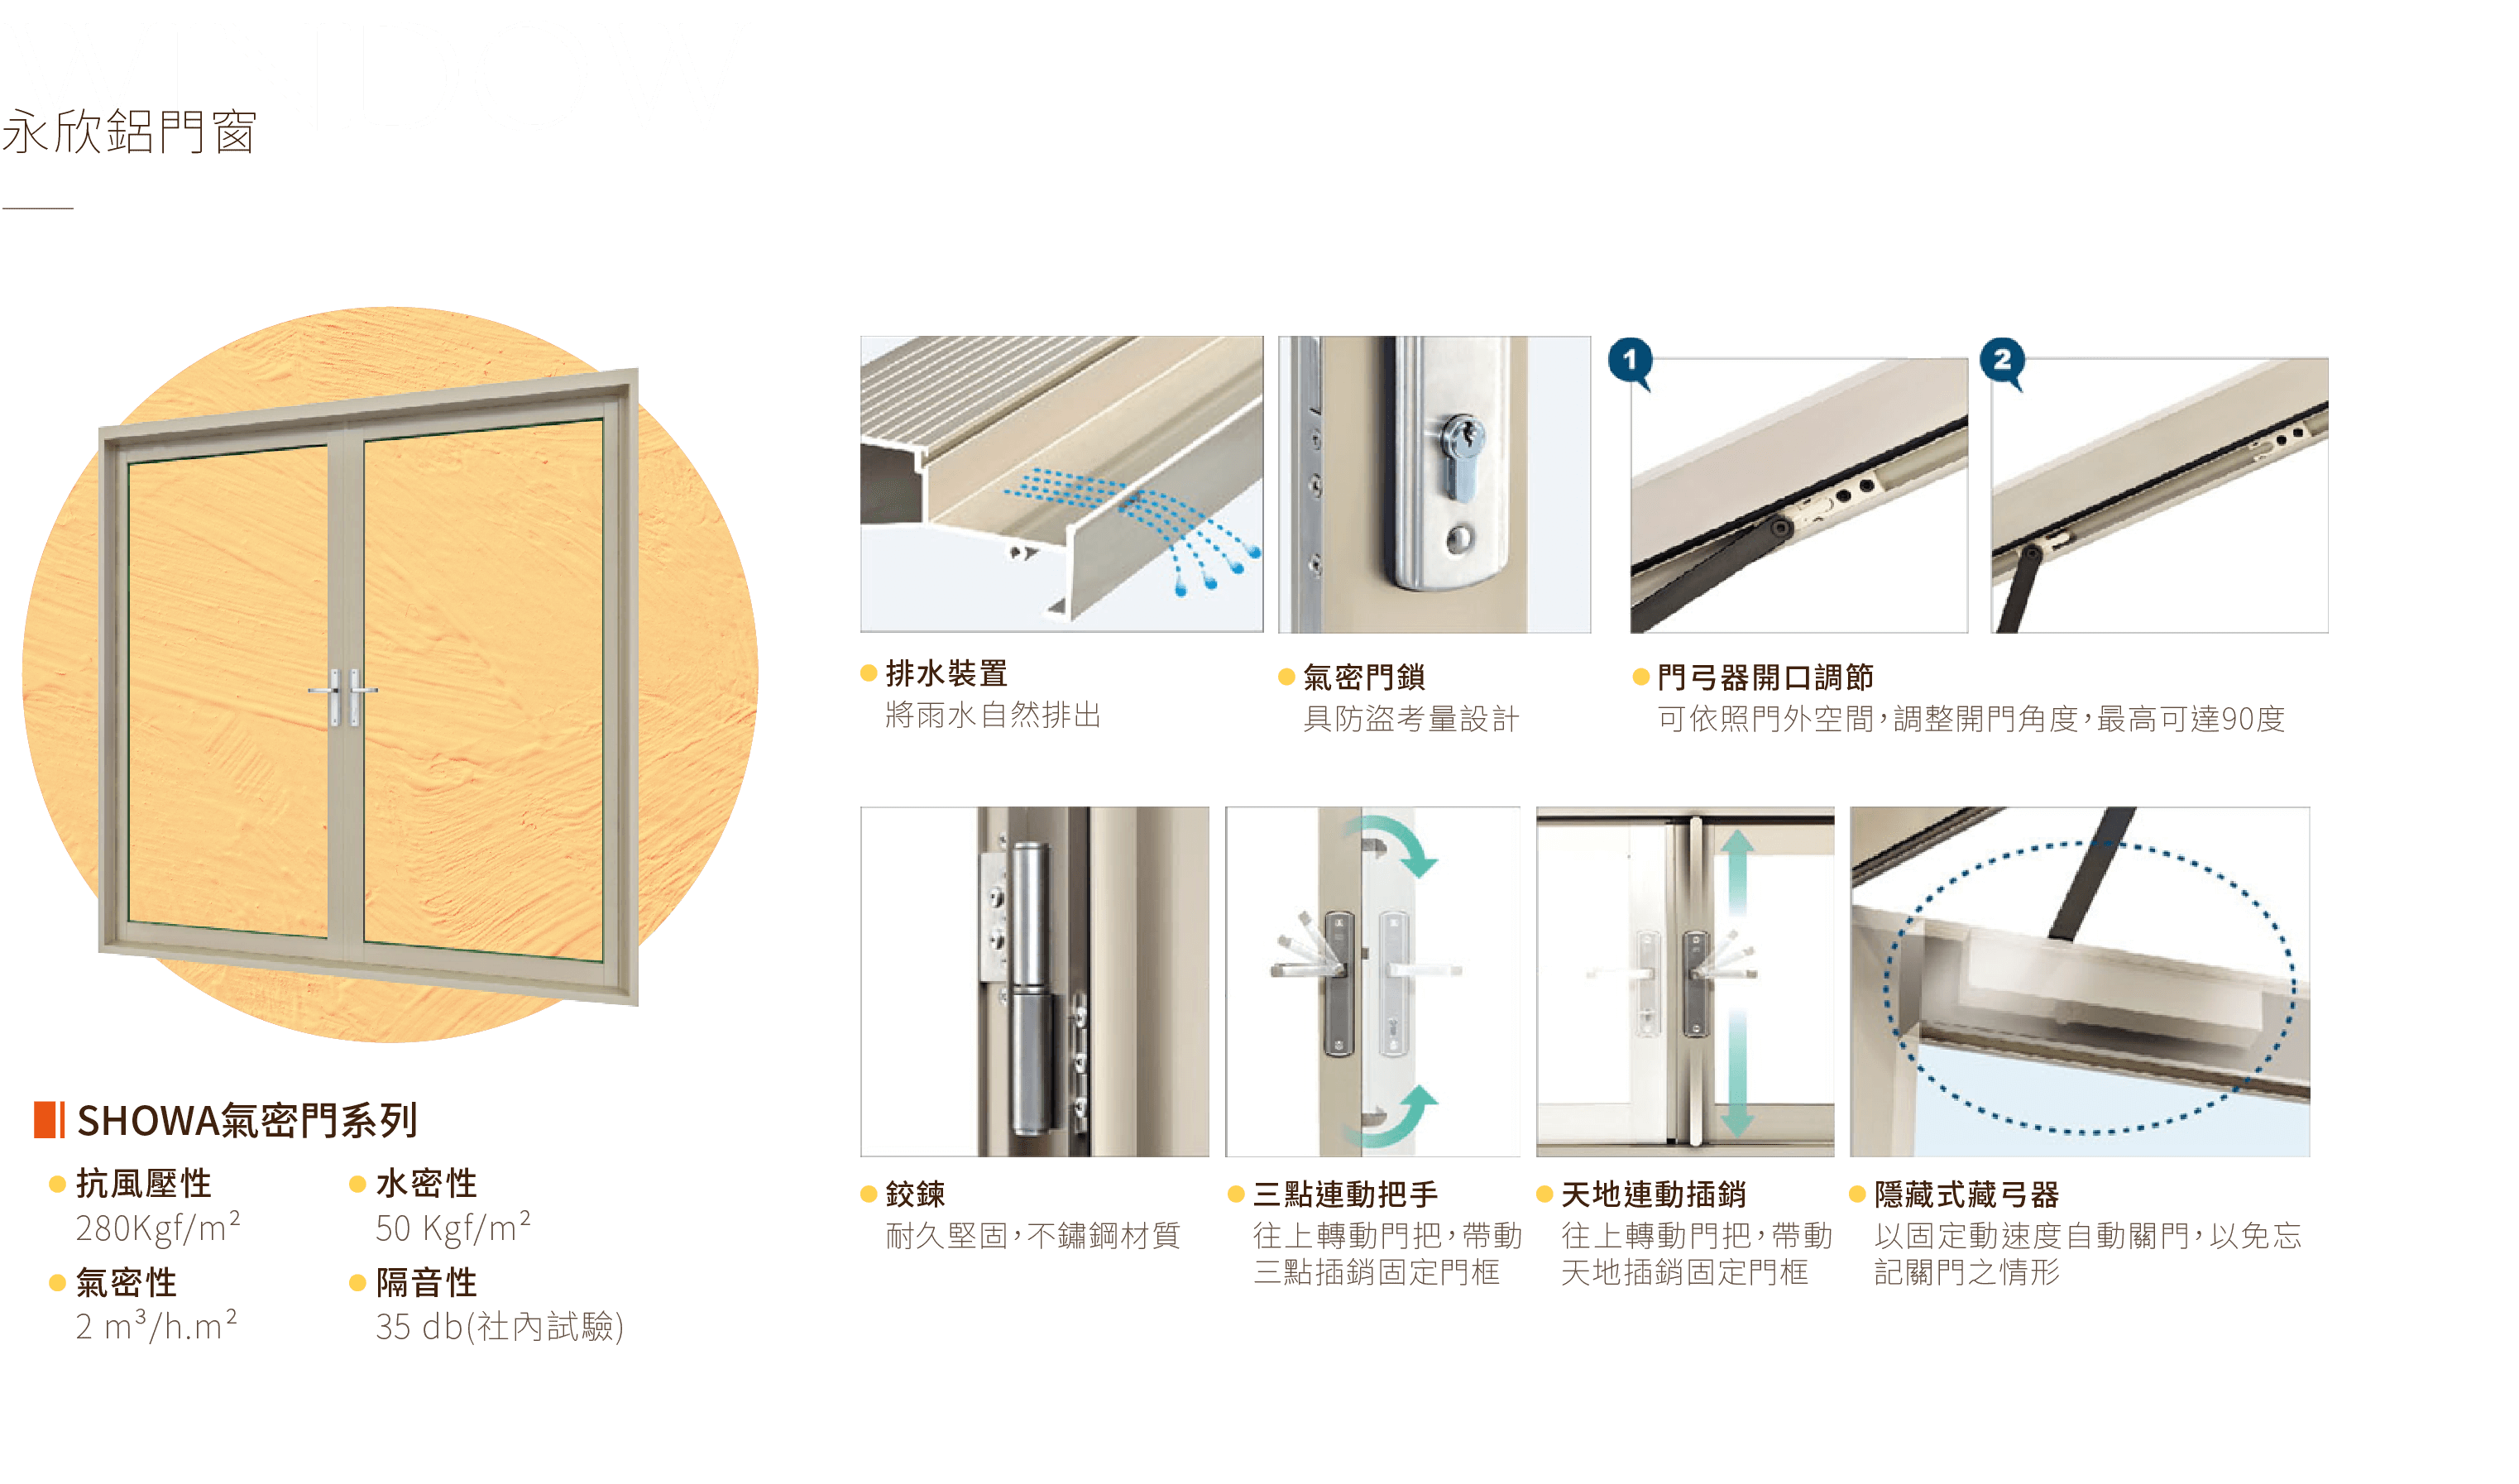 永欣鋁門窗
SHOWA氣密門系列
抗風壓性
280Kgf/m²
水密性
50 Kgf/m²
氣密性
2 m³/h.m²
隔音性
35 db(社內試驗)
排水裝置
將雨水自然排出
氣密門鎖
具防盜考量設計
1
2
門弓器開口調節
可依照門外空間,調整開門角度,最高可達90度
鉸鍊
耐久堅固,不鏽鋼材質
三點連動把手
往上轉動門把,帶動
三點插銷固定門框
天地連動插銷
往上轉動門把,帶動
天地插銷固定門框
隱藏式藏弓器
以固定動速度自動關門,以免忘
記關門之情形